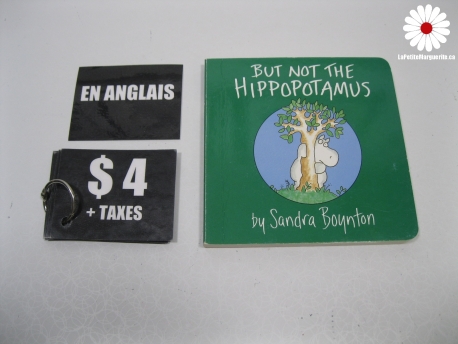 LaPetiteMarguerite.ca
EN ANGLAIS
$4
+ TAXES
BUT NOT THE
HIPPOPOTAMUS
by Sandra Boynton